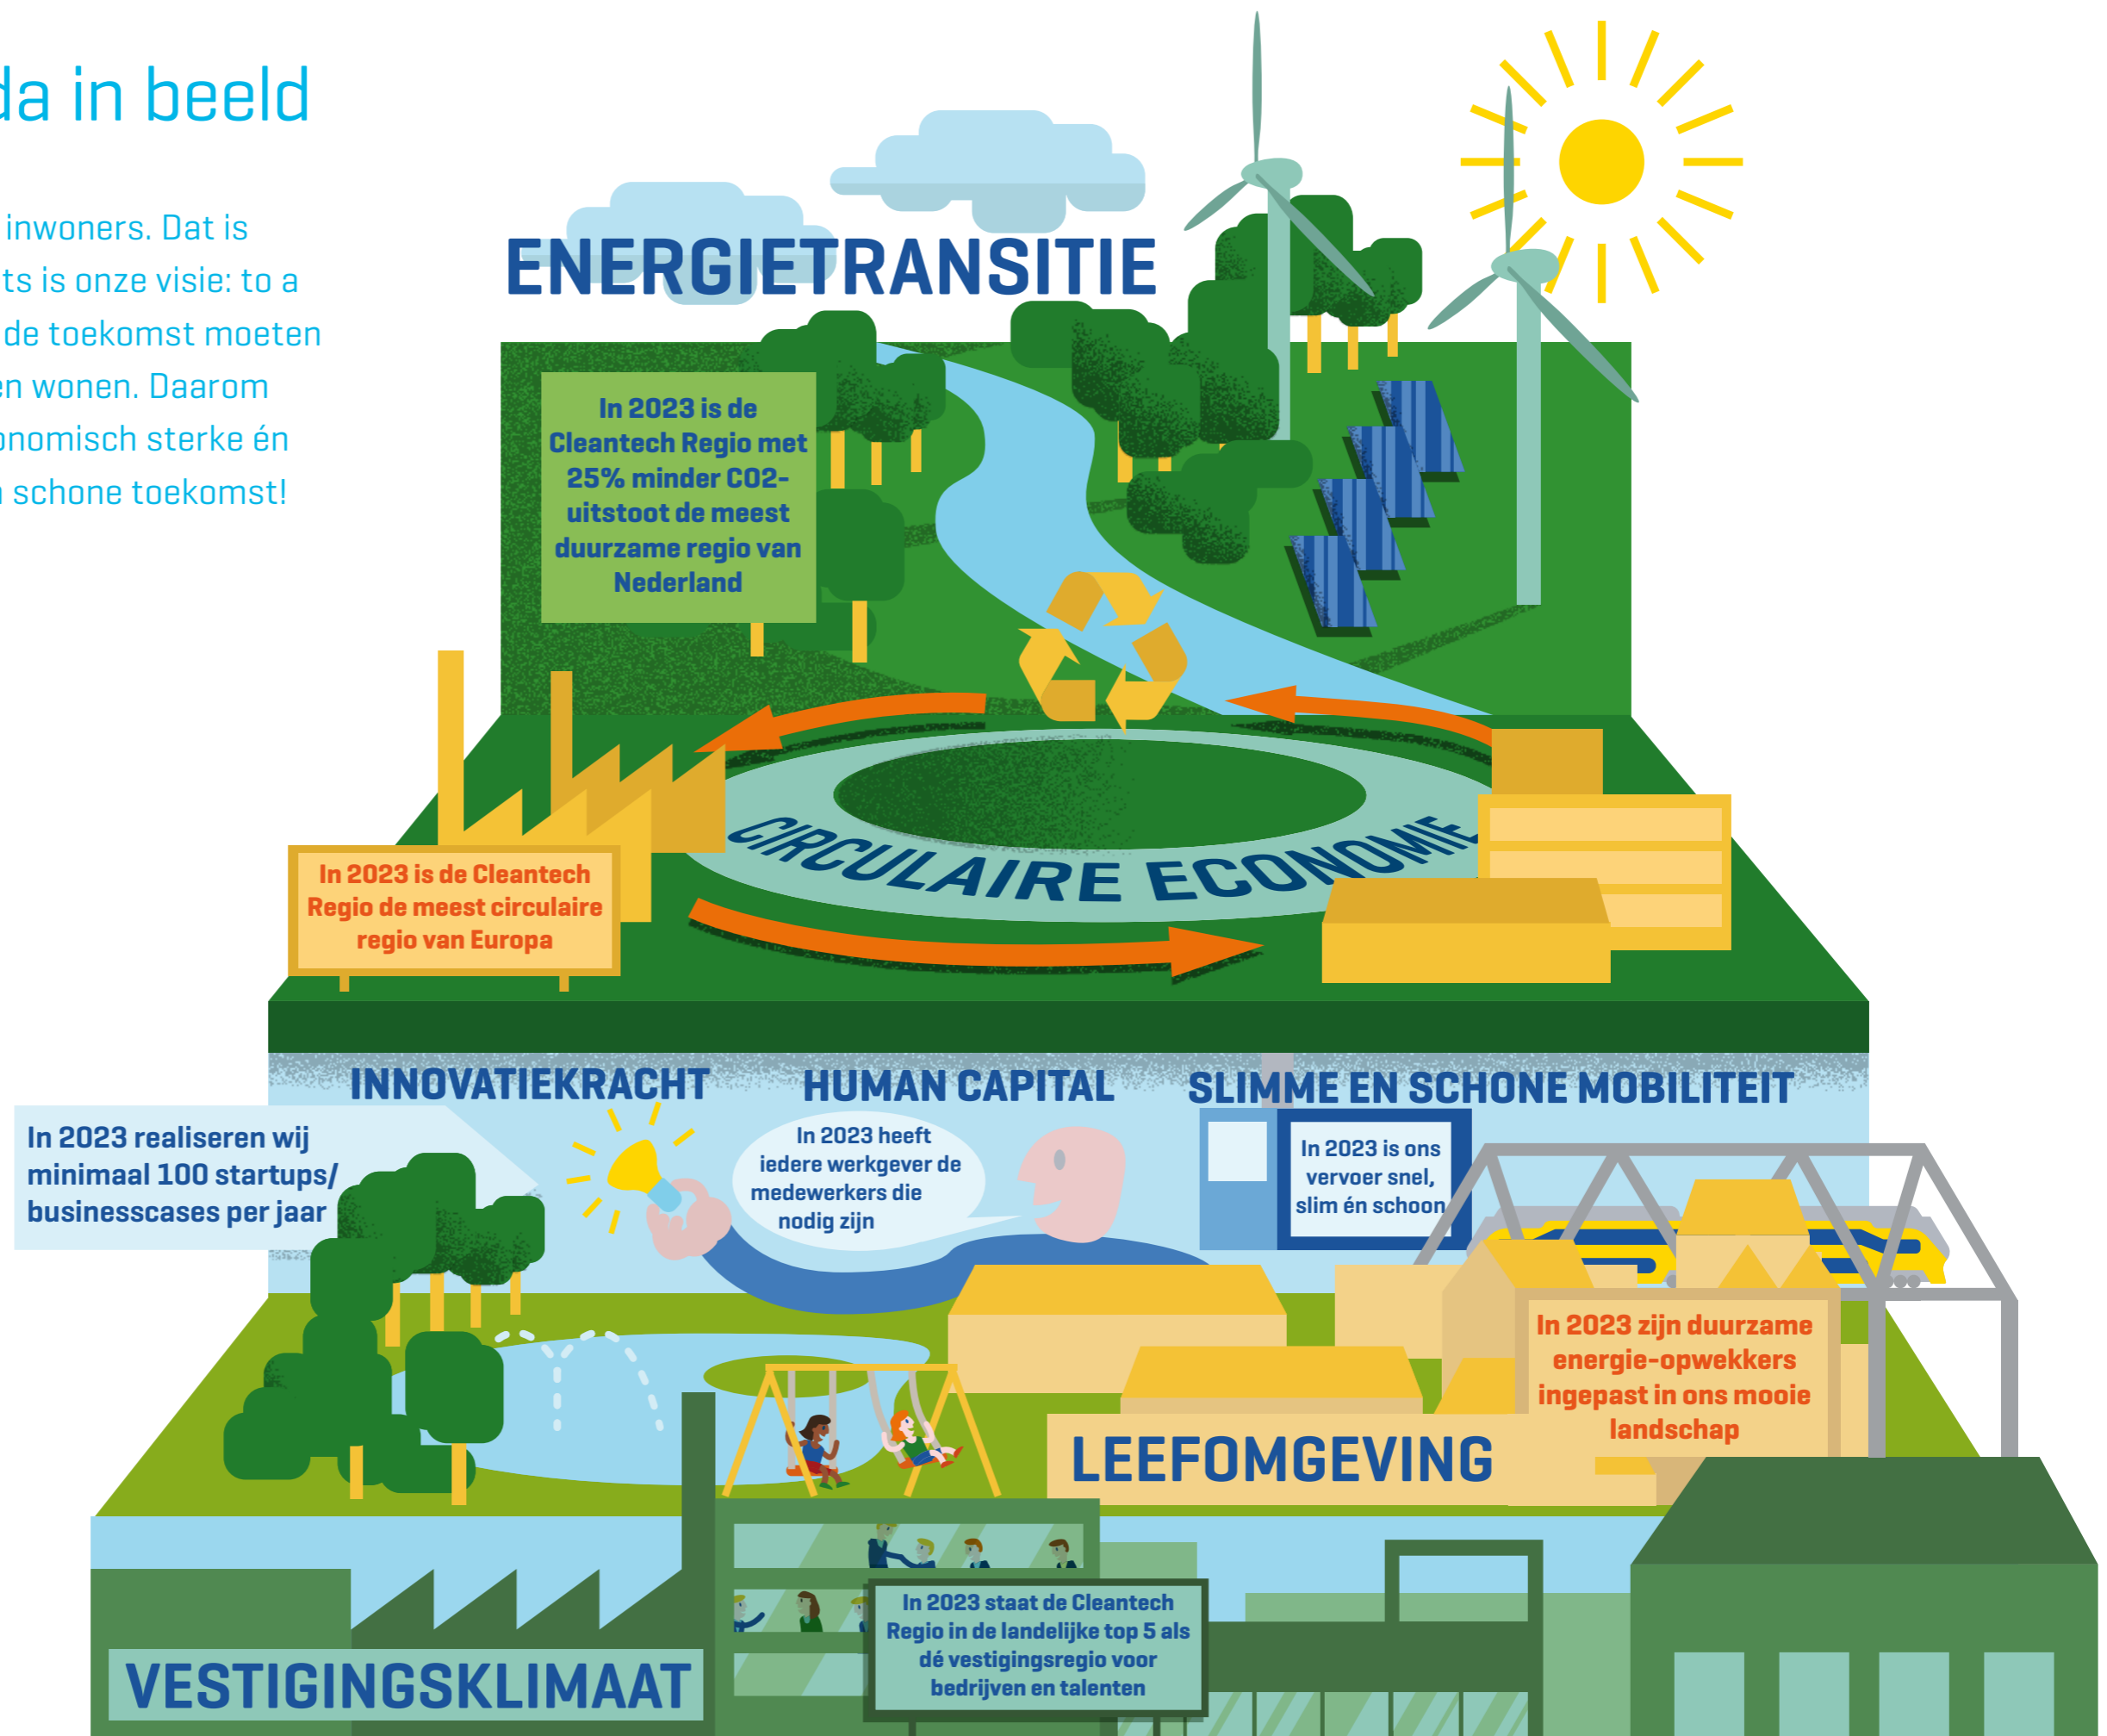 da in beeld
inwoners. Dat is
ts is onze visie: to a
de toekomst moeten
en wonen. Daarom
onomisch sterke én
schone toekomst!
ENERGIETRANSITIE
In 2023 is de
Cleantech Regio met
25% minder CO2-
uitstoot de meest
duurzame regio van
Nederland
CIRCULAIRE ECONOMIE
In 2023 is de Cleantech
Regio de meest circulaire
regio van Europa
INNOVATIEKRACHT
In 2023 realiseren wij
minimaal 100 startups/
businesscases per jaar
HUMAN CAPITAL
In 2023 heeft
iedere werkgever de
medewerkers die
nodig zijn
SLIMME EN SCHONE MOBILITEIT
In 2023 is ons
vervoer snel,
slim én schoon
In 2023 zijn duurzame
energie-opwekkers
ingepast in ons mooie
landschap
LEEFOMGEVING
In 2023 staat de Cleantech
Regio in de landelijke top 5 als
dé vestigingsregio voor
bedrijven en talenten
VESTIGINGSKLIMAAT